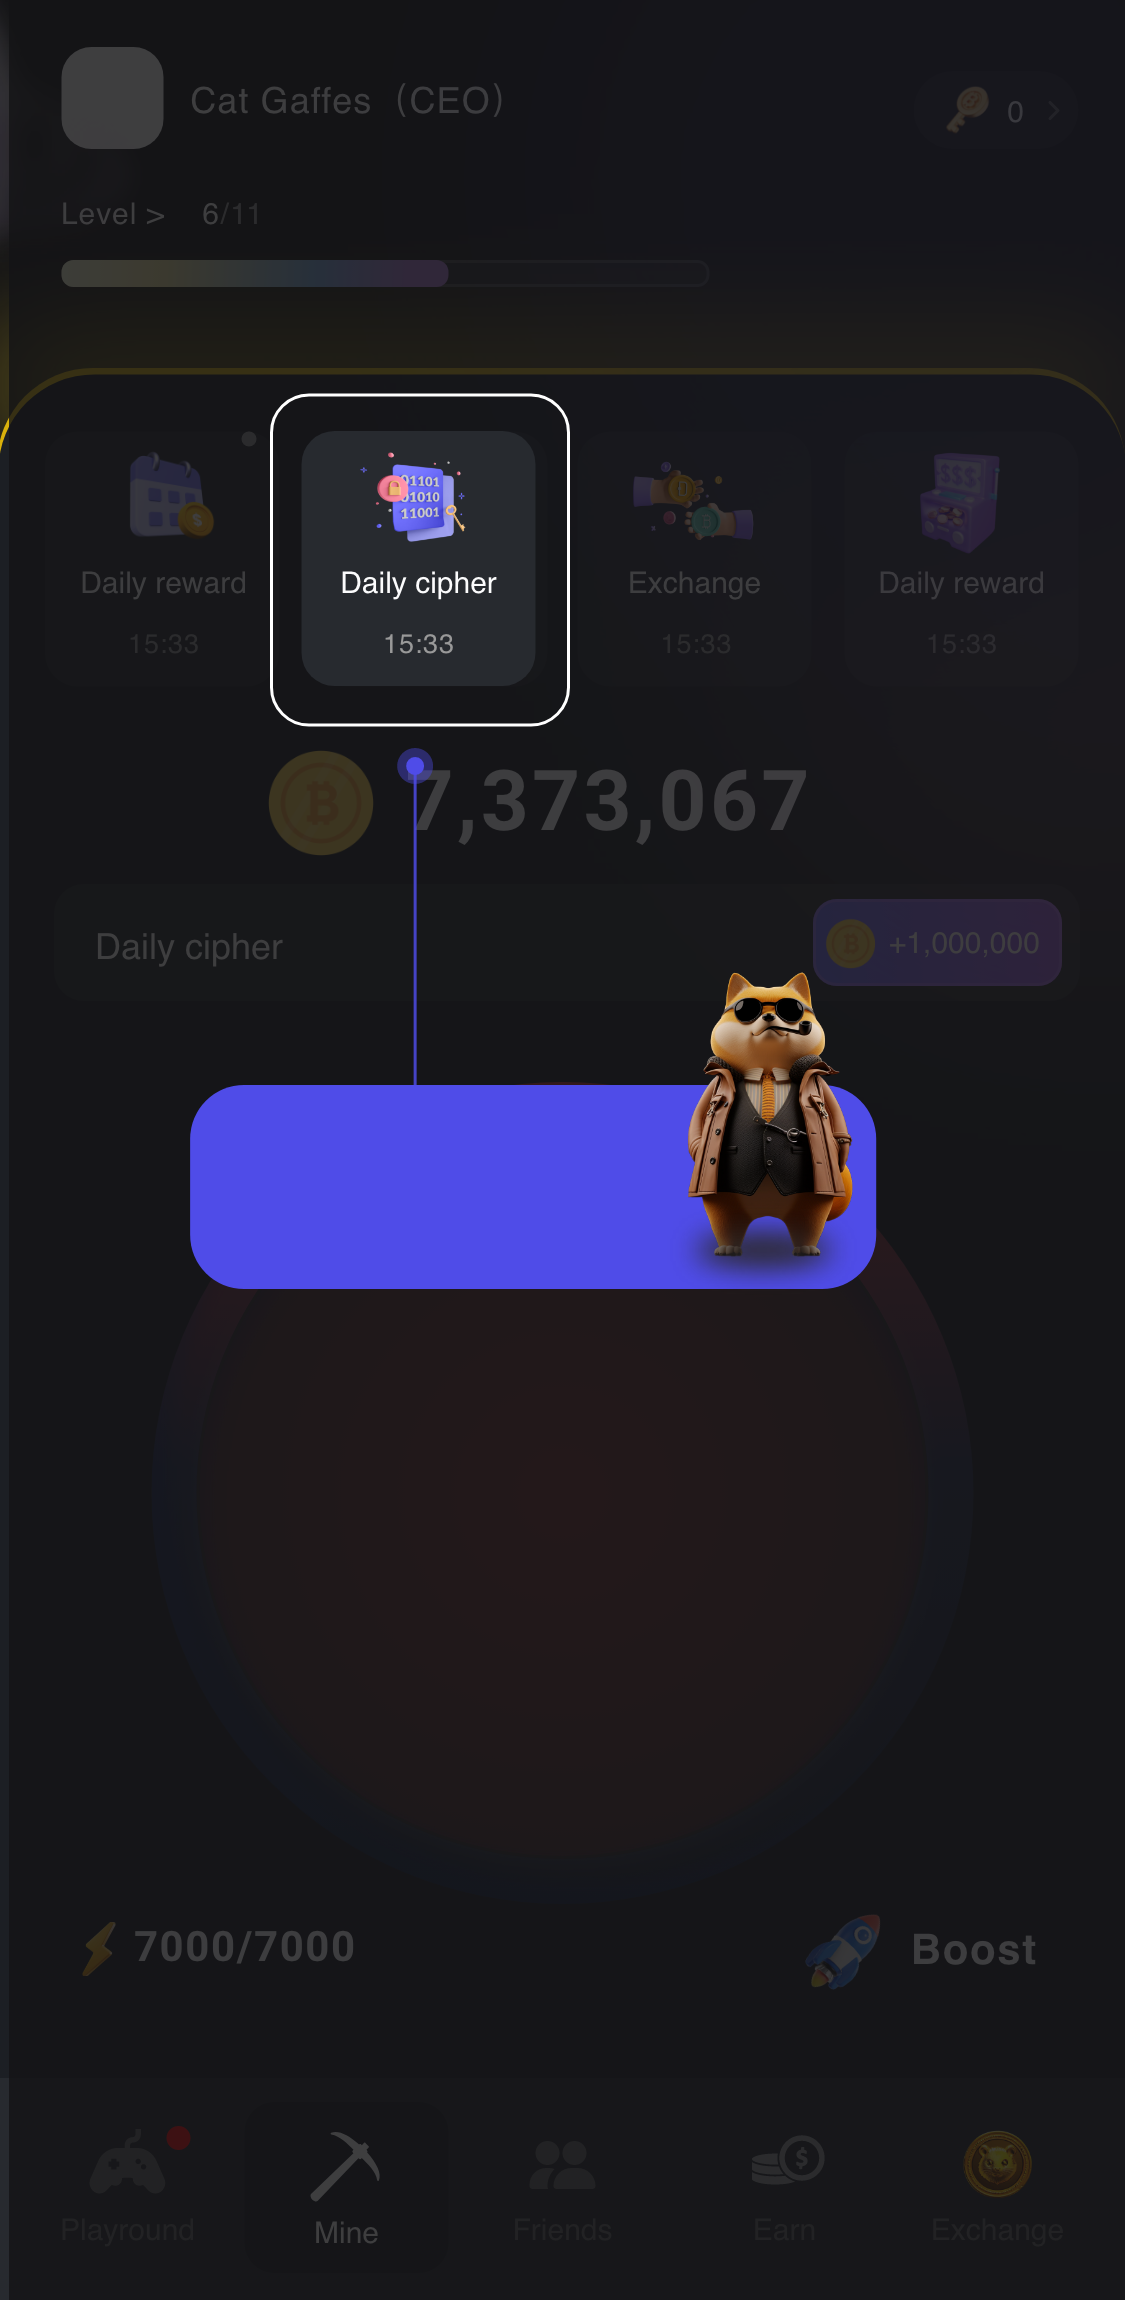 Cat Gaffes (CEO)
0
Level > 6/11
01101
01010
11001
$$$
Daily reward
Daily cipher
Exchange
Daily reward
15:33
15:33
15:33
15:33
7,373,067
Daily cipher
+1,000,000
7000/7000
Boost
Playround
Mine
Friends
Earn
Exchange